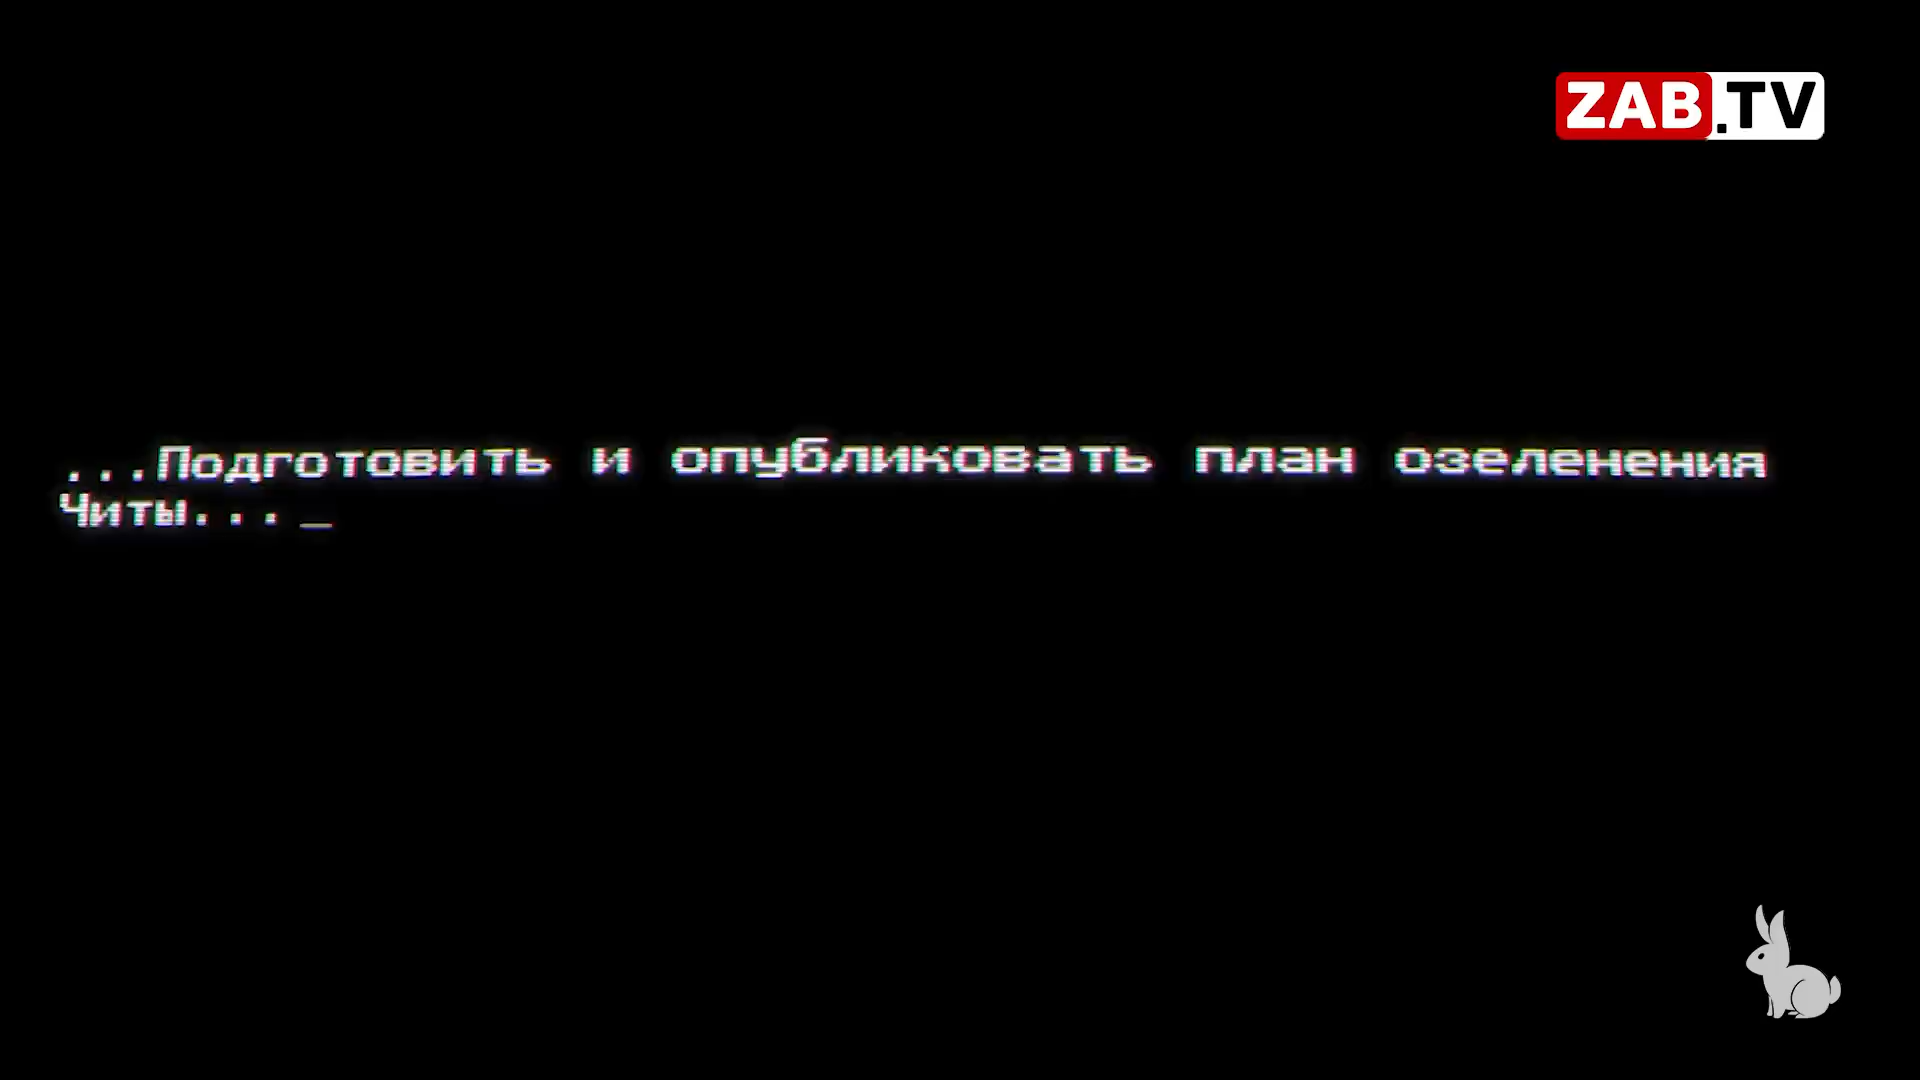 ZAB.TV
...Подготовить и опубликовать план озеленения
Читы..._